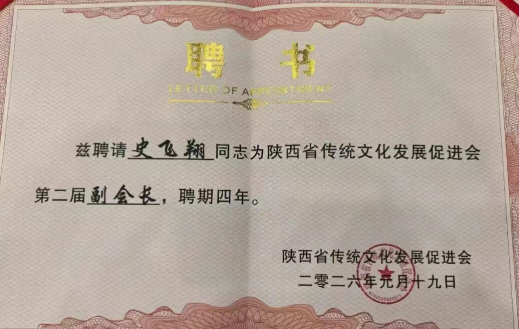 聘 书
LETTER OF APPOINTMENT
兹聘请史飞翔同志为陕西省传统文化发展促进会
第二届副会长，聘期四年。
陕西省传统文化发展促进会
二零二六年元月十九日